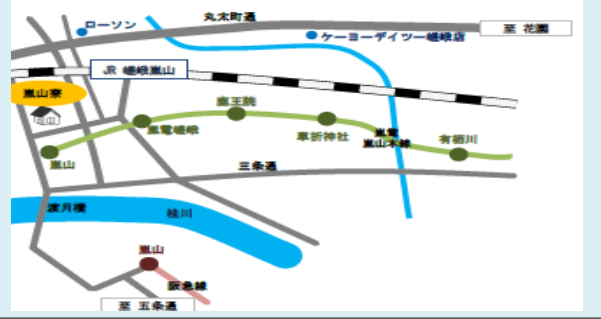 ローソン
丸太町通
ケーヨーデイツー嵯峨店
至 花園
JR 嵯峨嵐山
嵐山寮
鹿王院
嵐電嵯峨
車折神社
嵐電
嵐山本線
有栖川
嵐山
三条通
渡月橋
桂川
嵐山
阪急線
至 五条通